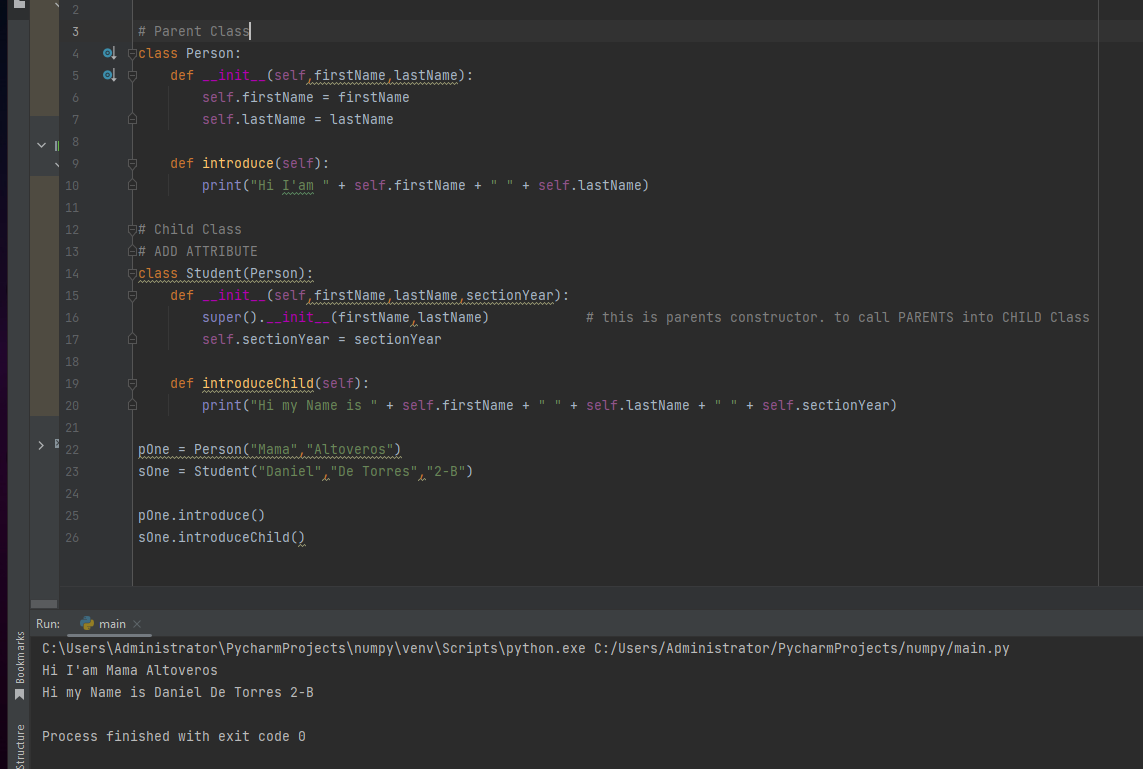 2
3 # Parent Class
4 class Person:
5     def __init__(self,firstName,lastName):
6         self.firstName = firstName
7         self.lastName = lastName
8
9     def introduce(self):
10         print("Hi I'am " + self.firstName + " " + self.lastName)
11
12 # Child Class
13 # ADD ATTRIBUTE
14 class Student(Person):
15     def __init__(self,firstName,lastName,sectionYear):
16         super().__init__(firstName,lastName)            # this is parents constructor. to call PARENTS into CHILD Class
17         self.sectionYear = sectionYear
18
19     def introduceChild(self):
20         print("Hi my Name is " + self.firstName + " " + self.lastName + " " + self.sectionYear)
21
22 pOne = Person("Mama","Altoveros")
23 sOne = Student("Daniel","De Torres","2-B")
24
25 pOne.introduce()
26 sOne.introduceChild()
Run: main
C:\Users\Administrator\PycharmProjects\numpy\venv\Scripts\python.exe C:/Users/Administrator/PycharmProjects/numpy/main.py
Hi I'am Mama Altoveros
Hi my Name is Daniel De Torres 2-B
Process finished with exit code 0
Bookmarks
Structure